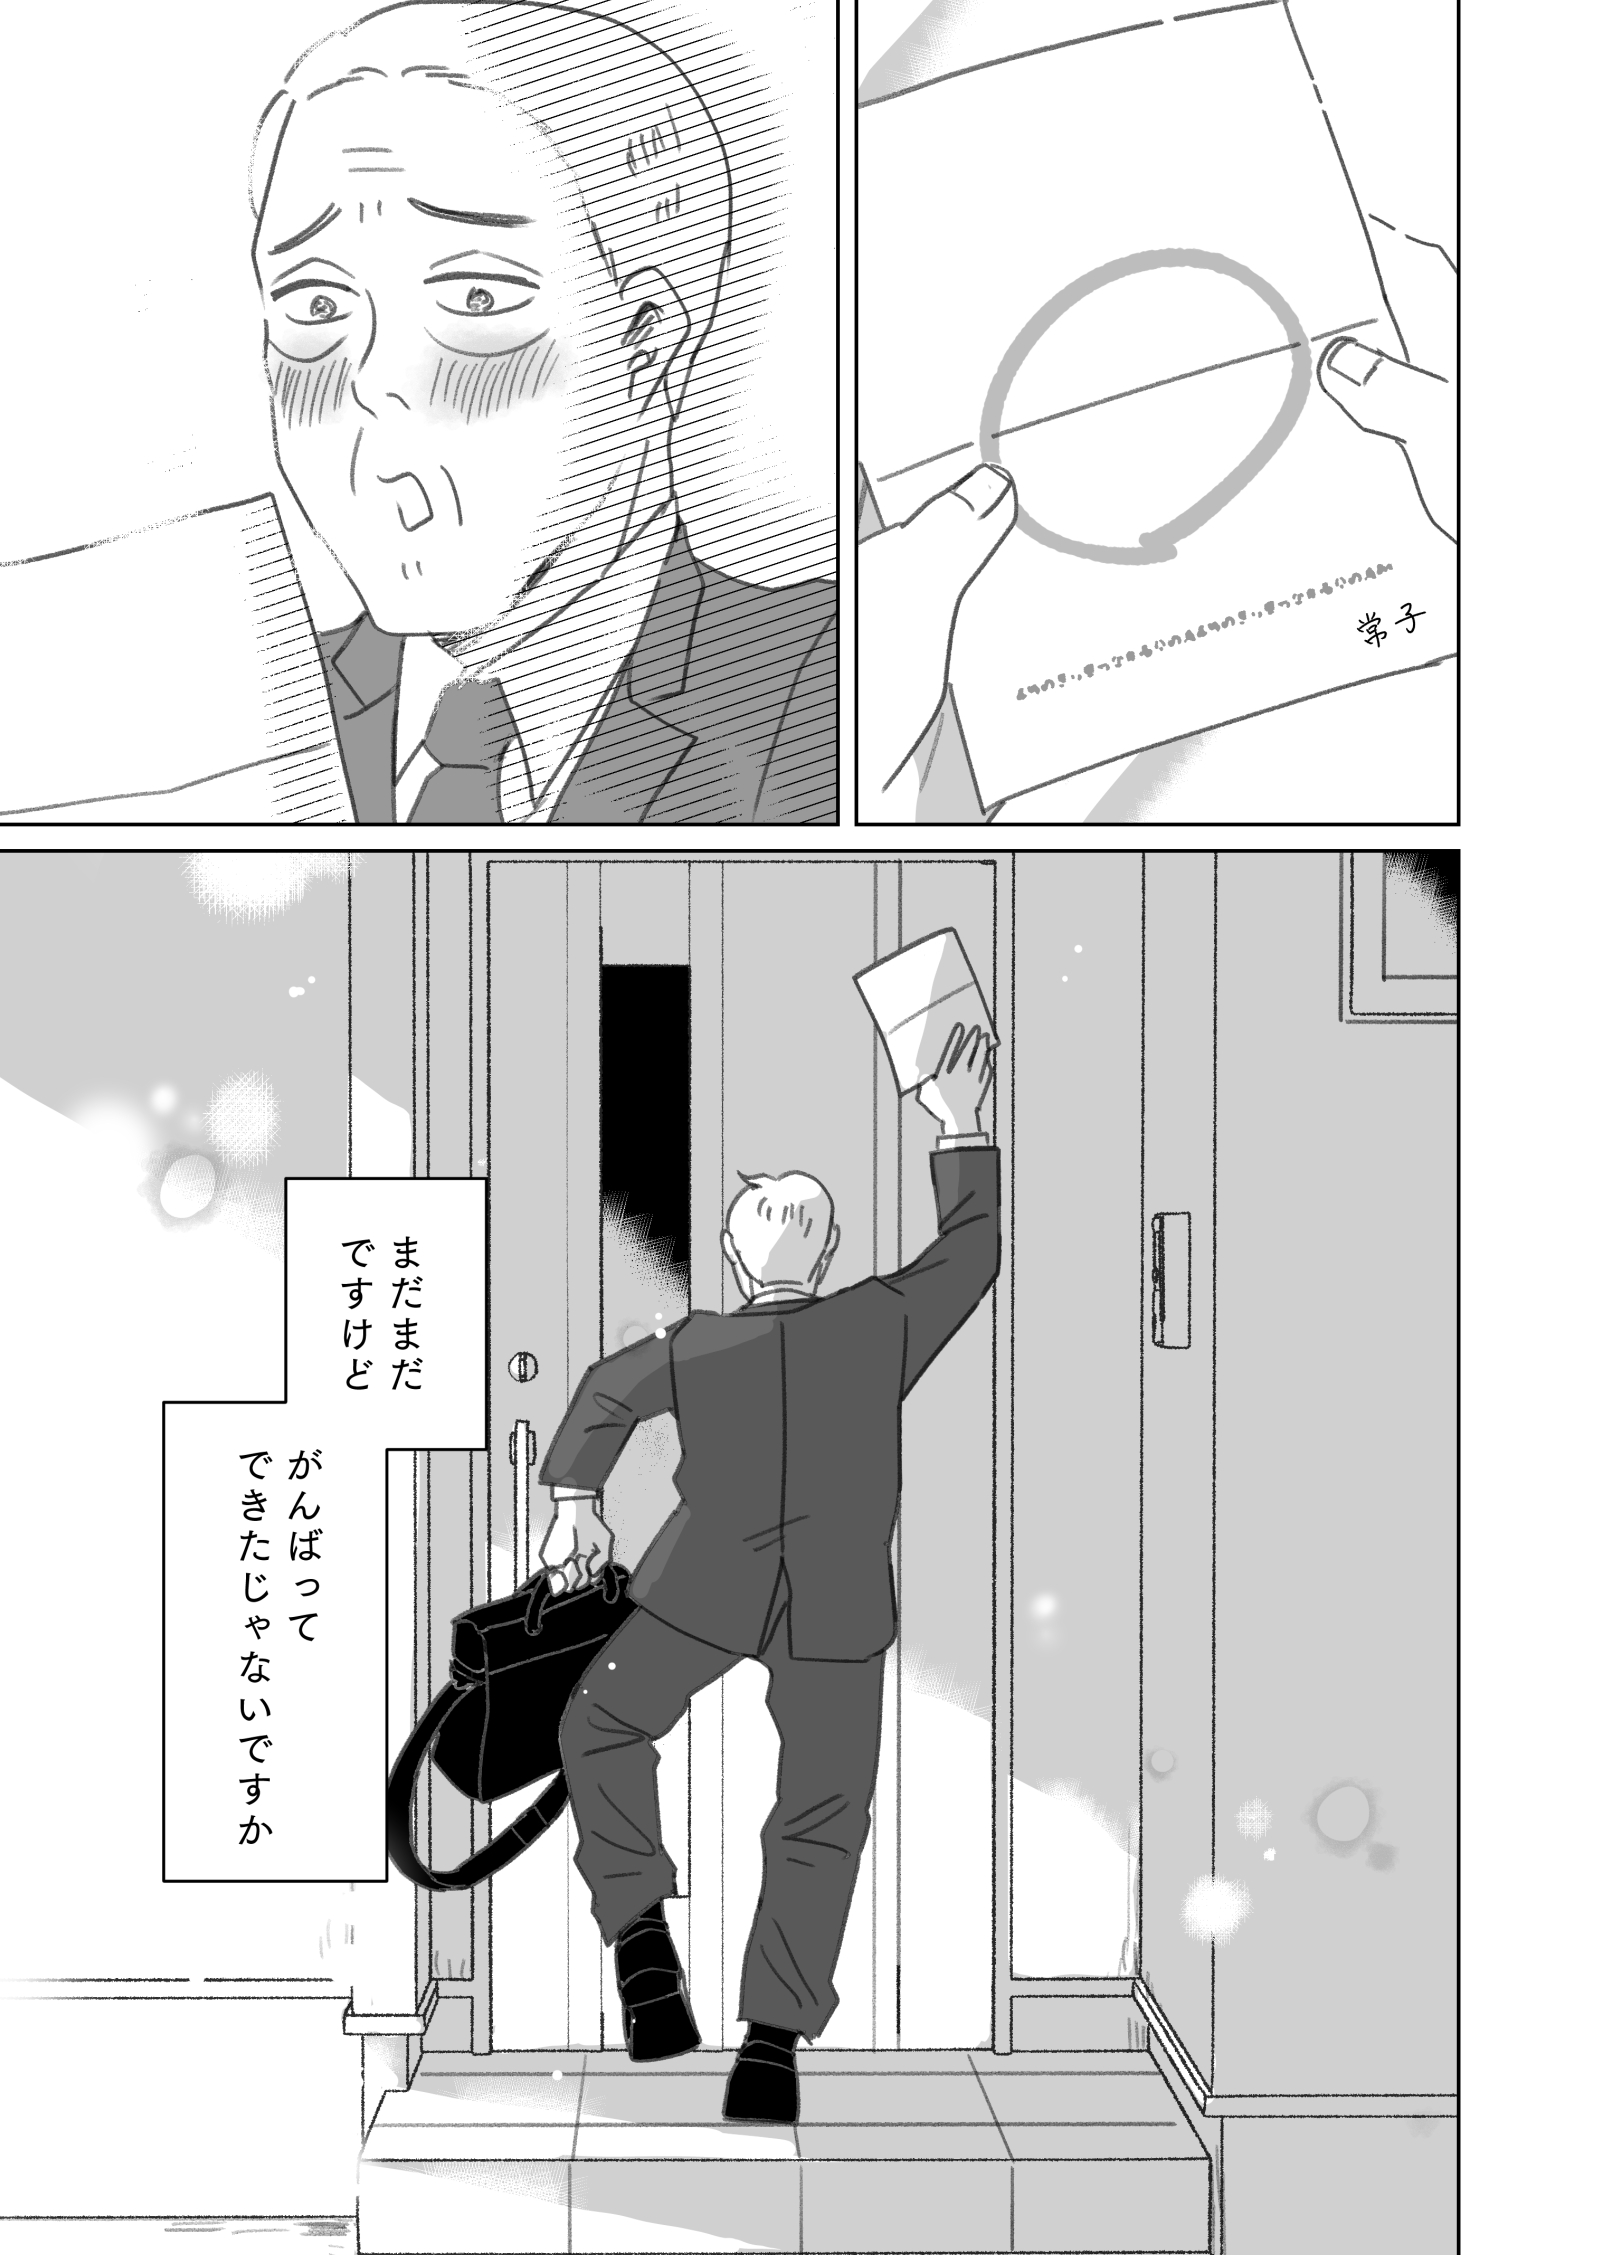 常子
まだまだ
ですけど
がんばって
できたじゃないですか